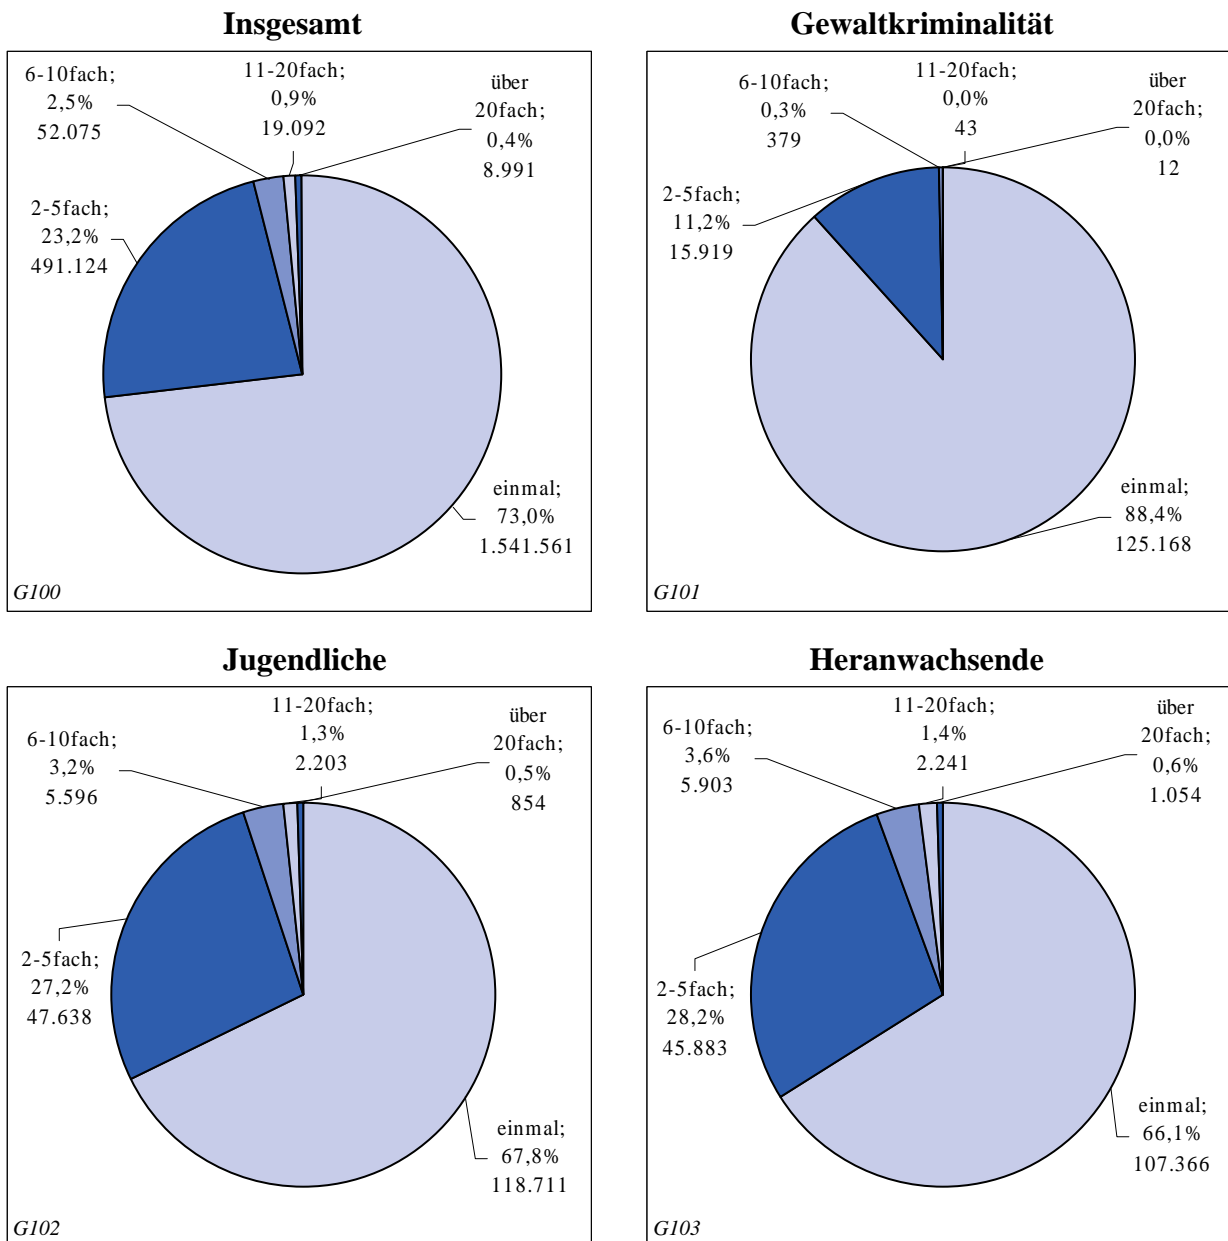 Insgesamt
6-10fach;
2,5%
52.075
11-20fach;
0,9%
19.092
über
20fach;
0,4%
8.991
2-5fach;
23,2%
491.124
einmal;
73,0%
1.541.561
G100
Gewaltkriminalität
6-10fach;
0,3%
379
11-20fach;
0,0%
43
über
20fach;
0,0%
12
2-5fach;
11,2%
15.919
einmal;
88,4%
125.168
G101
Jugendliche
6-10fach;
3,2%
5.596
11-20fach;
1,3%
2.203
über
20fach;
0,5%
854
2-5fach;
27,2%
47.638
einmal;
67,8%
118.711
G102
Heranwachsende
6-10fach;
3,6%
5.903
11-20fach;
1,4%
2.241
über
20fach;
0,6%
1.054
2-5fach;
28,2%
45.883
einmal;
66,1%
107.366
G103